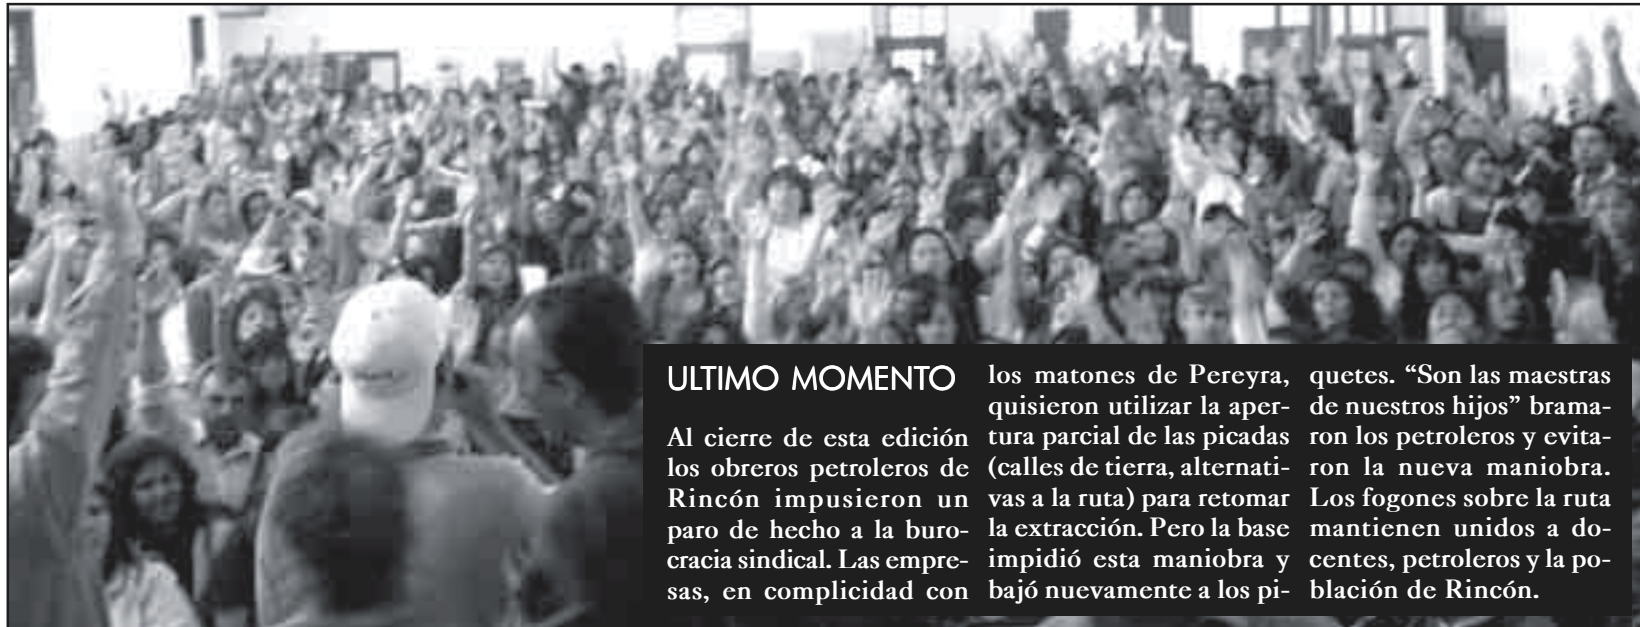 ULTIMO MOMENTO
Al cierre de esta edición
los obreros petroleros de
Rincón impusieron un
paro de hecho a la buro-
cracia sindical. Las empre-
sas, en complicidad con
los matones de Pereyra,
quisieron utilizar la aper-
tura parcial de las picadas
(calles de tierra, alternati-
vas a la ruta) para retomar
la extracción. Pero la base
impidió esta maniobra y
bajó nuevamente a los pi-
quetes. “Son las maestras
de nuestros hijos” brama-
ron los petroleros y evita-
ron la nueva maniobra.
Los fogones sobre la ruta
mantienen unidos a do-
centes, petroleros y la po-
blación de Rincón.